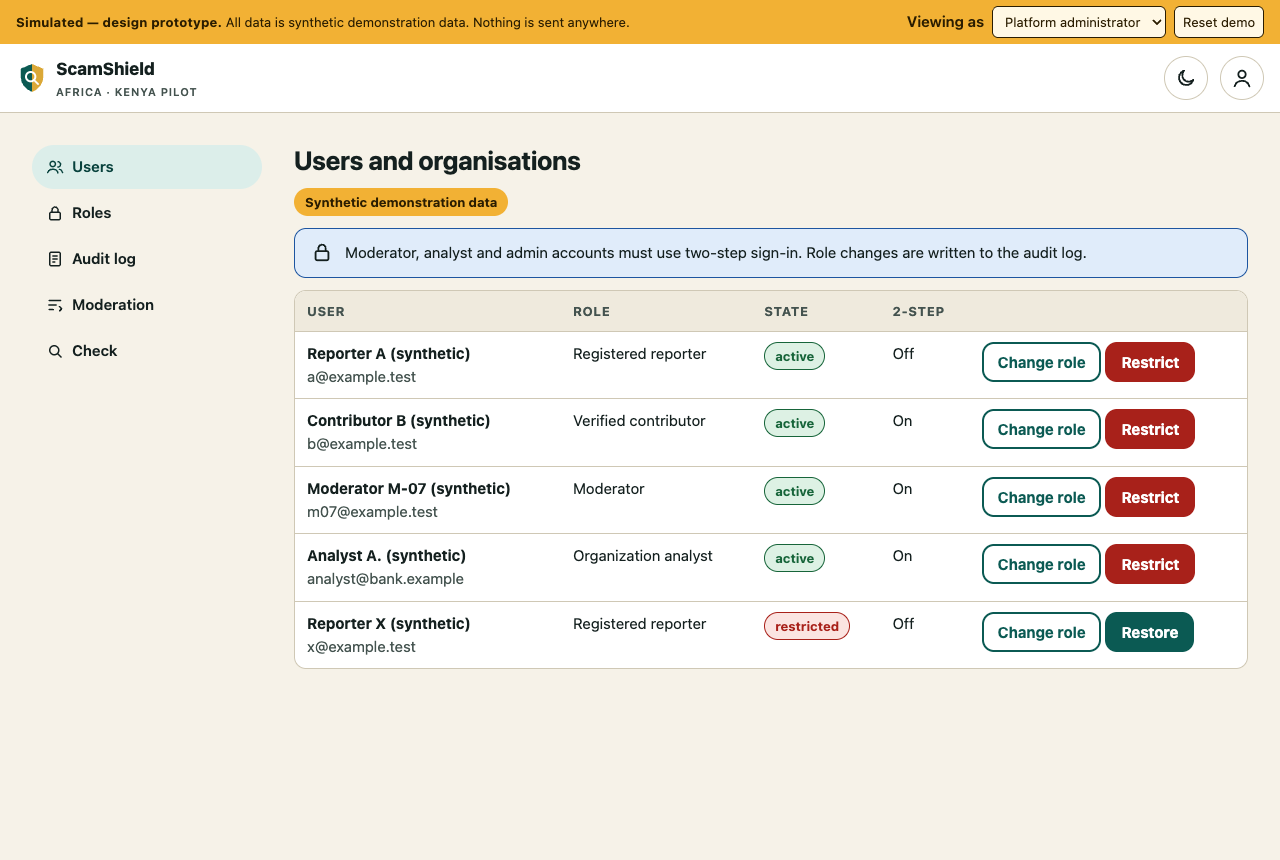 Simulated — design prototype. All data is synthetic demonstration data. Nothing is sent anywhere.
Viewing as
Platform administrator
Reset demo
ScamShield
AFRICA · KENYA PILOT
Users
Roles
Audit log
Moderation
Check
Users and organisations
Synthetic demonstration data
Moderator, analyst and admin accounts must use two-step sign-in. Role changes are written to the audit log.
USER ROLE STATE 2-STEP
Reporter A (synthetic) Registered reporter active Off Change role Restrict
a@example.test
Contributor B (synthetic) Verified contributor active On Change role Restrict
b@example.test
Moderator M-07 (synthetic) Moderator active On Change role Restrict
m07@example.test
Analyst A. (synthetic) Organization analyst active On Change role Restrict
analyst@bank.example
Reporter X (synthetic) Registered reporter restricted Off Change role Restore
x@example.test